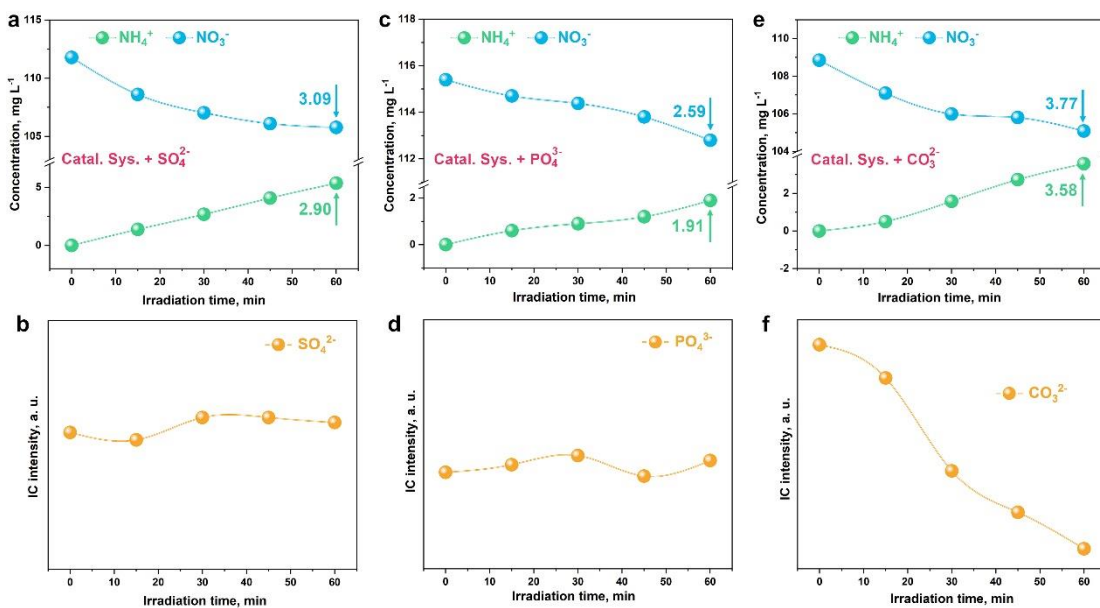 a
NH₄⁺ NO₃⁻
115
110
105
5
0
Concentration, mg L⁻¹
3.09
Catal. Sys. + SO₄²⁻
2.90
0 10 20 30 40 50 60
Irradiation time, min
c
NH₄⁺ NO₃⁻
118
116
114
112
2
0
Concentration, mg L⁻¹
2.59
Catal. Sys. + PO₄³⁻
1.91
0 10 20 30 40 50 60
Irradiation time, min
e
NH₄⁺ NO₃⁻
110
108
106
104
2
0
-2
Concentration, mg L⁻¹
3.77
Catal. Sys. + CO₃²⁻
3.58
0 10 20 30 40 50 60
Irradiation time, min
b
SO₄²⁻
IC intensity, a. u.
0 10 20 30 40 50 60
Irradiation time, min
d
PO₄³⁻
IC intensity, a. u.
0 10 20 30 40 50 60
Irradiation time, min
f
CO₃²⁻
IC intensity, a. u.
0 10 20 30 40 50 60
Irradiation time, min